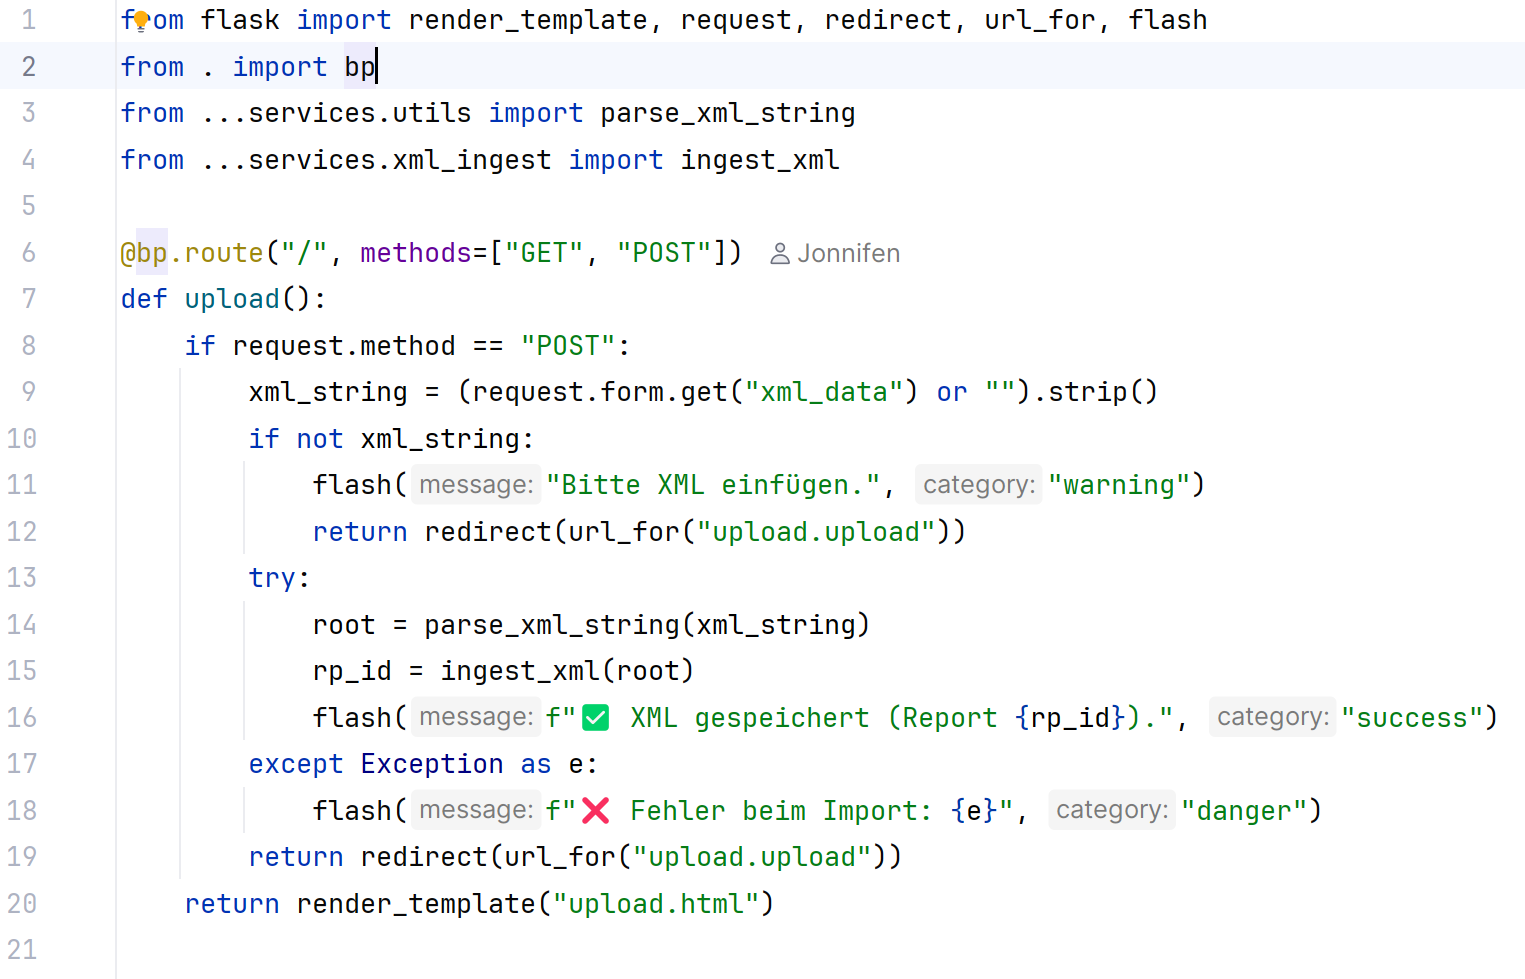 1 from flask import render_template, request, redirect, url_for, flash
2 from . import bp
3 from ...services.utils import parse_xml_string
4 from ...services.xml_ingest import ingest_xml
5
6 @bp.route("/", methods=["GET", "POST"]) Jonnifen
7 def upload():
8     if request.method == "POST":
9         xml_string = (request.form.get("xml_data") or "").strip()
10         if not xml_string:
11             flash( message: "Bitte XML einfügen.", category: "warning")
12             return redirect(url_for("upload.upload"))
13         try:
14             root = parse_xml_string(xml_string)
15             rp_id = ingest_xml(root)
16             flash( message: f"✅ XML gespeichert (Report {rp_id}).", category: "success")
17         except Exception as e:
18             flash( message: f"❌ Fehler beim Import: {e}", category: "danger")
19         return redirect(url_for("upload.upload"))
20     return render_template("upload.html")
21